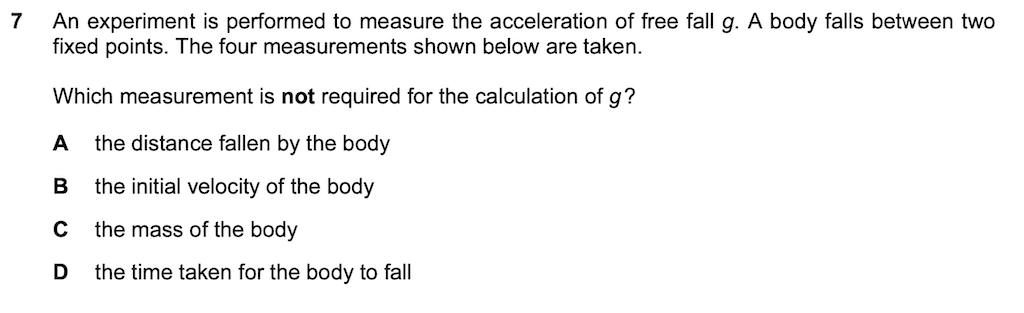 7 An experiment is performed to measure the acceleration of free fall g. A body falls between two
fixed points. The four measurements shown below are taken.
Which measurement is not required for the calculation of g?
A the distance fallen by the body
B the initial velocity of the body
C the mass of the body
D the time taken for the body to fall